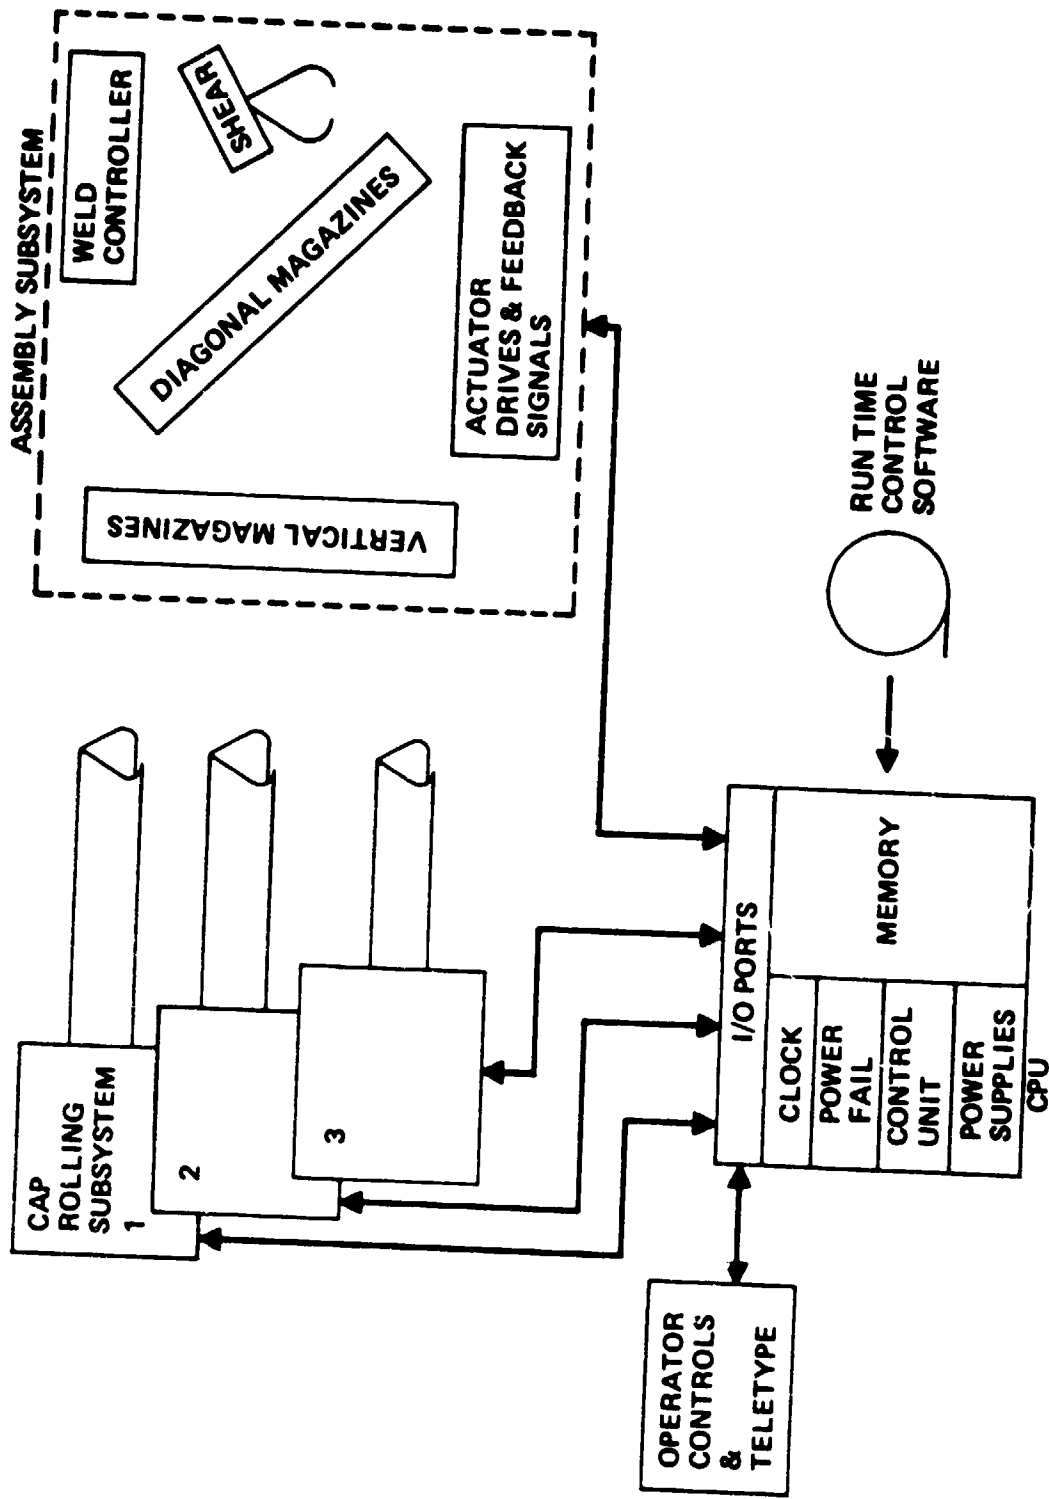 ASSEMBLY SUBSYSTEM
CAP
ROLLING
SUBSYSTEM
1
2
3
VERTICAL MAGAZINES
DIAGONAL MAGAZINES
WELD
CONTROLLER
SHEAR
ACTUATOR
DRIVES & FEEDBACK
SIGNALS
OPERATOR
CONTROLS
&
TELETYPE
I/O PORTS
CLOCK
POWER
FAIL
CONTROL
UNIT
POWER
SUPPLIES
CPU
MEMORY
RUN TIME
CONTROL
SOFTWARE